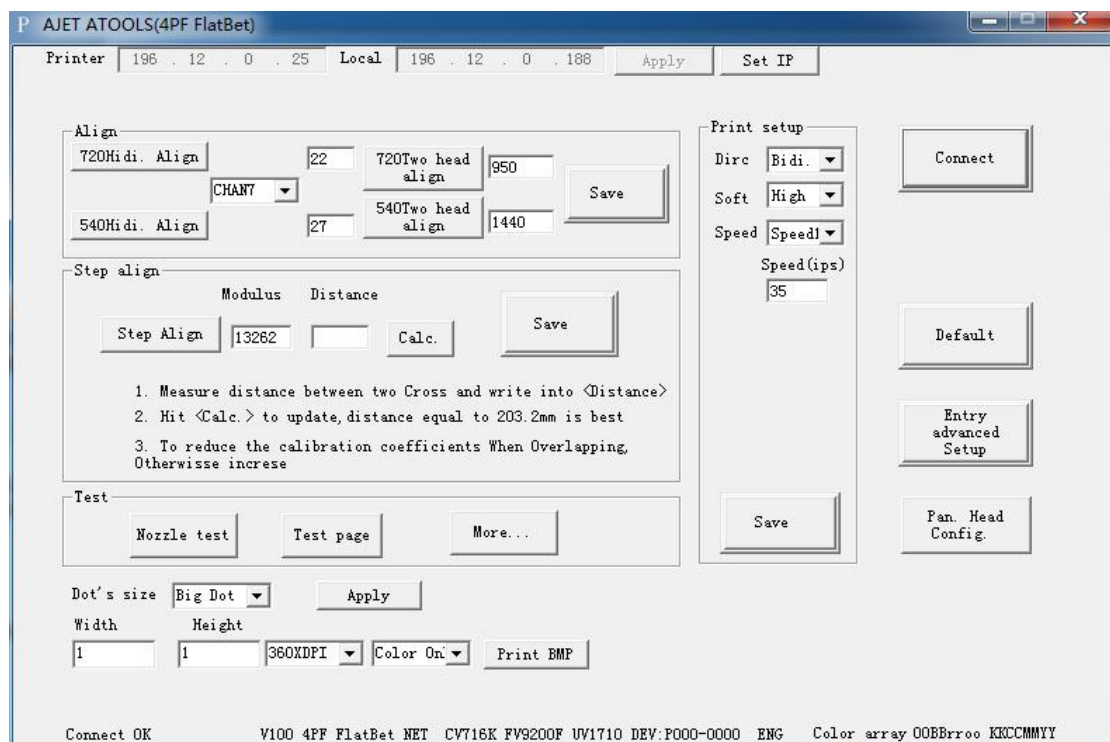 P AJET ATOOLS(4PF FlatBet)
Printer 196 . 12 . 0 . 25 Local 196 . 12 . 0 . 188 Apply Set IP
Align
720Hidi. Align
22
720Two head
align
950
CHAN7
Save
540Hidi. Align
27
540Two head
align
1440
Print setup
Dirc Bidi.
Soft High
Speed Speed1
Speed(ips)
35
Save
Connect
Default
Entry
advanced
Setup
Pan. Head
Config.
Step align
Modulus Distance
Step Align 13262 Calc. Save
1. Measure distance between two Cross and write into <Distance>
2. Hit <Calc.> to update,distance equal to 203.2mm is best
3. To reduce the calibration coefficients When Overlapping,
Otherwisse increse
Test
Nozzle test Test page More...
Dot's size Big Dot Apply
Width Height
1 1 360XDPI Color On Print BMP
Connect OK V100 4PF FlatBet NET CV716K FV9200F UV1710 DEV:P000-0000 ENG Color array OOBBrroo KKCCMMYY